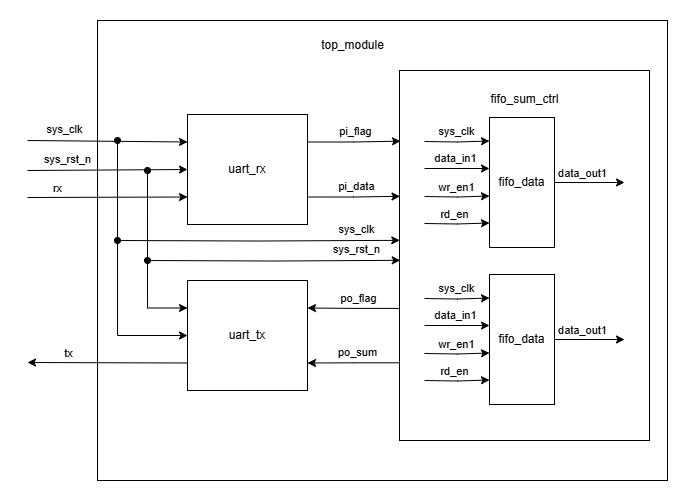 top_module
fifo_sum_ctrl
sys_clk
sys_rst_n
rx
uart_rx
pi_flag
pi_data
sys_clk
data_in1
wr_en1
rd_en
fifo_data
data_out1
sys_clk
sys_rst_n
uart_tx
po_flag
po_sum
tx
sys_clk
data_in1
wr_en1
rd_en
fifo_data
data_out1